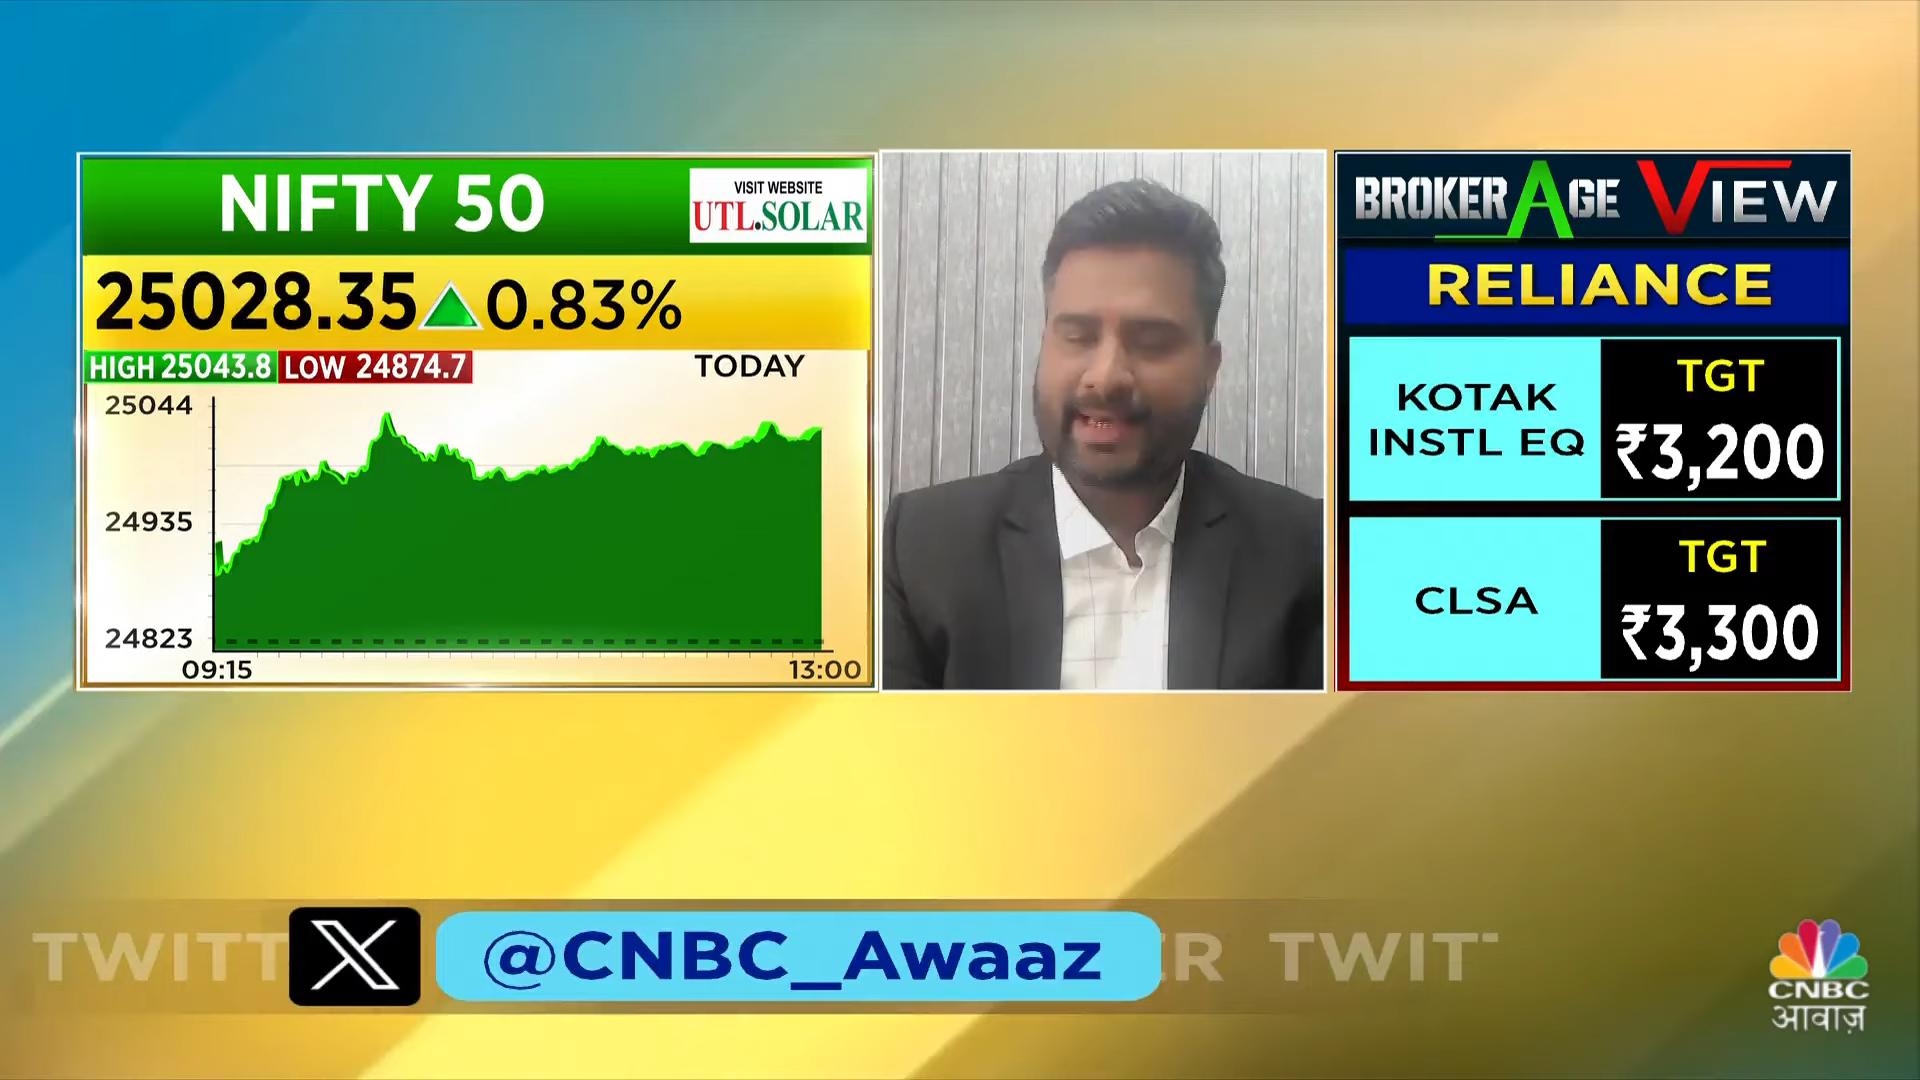 NIFTY 50
VISIT WEBSITE
UTL.SOLAR
25028.35 0.83%
HIGH 25043.8 LOW 24874.7 TODAY
25044
24935
24823
09:15 13:00
BROKERAGE VIEW
RELIANCE
KOTAK
INSTL EQ
TGT
₹3,200
CLSA
TGT
₹3,300
TWITT X @CNBC_Awaaz ER TWIT
CNBC
आवाज़